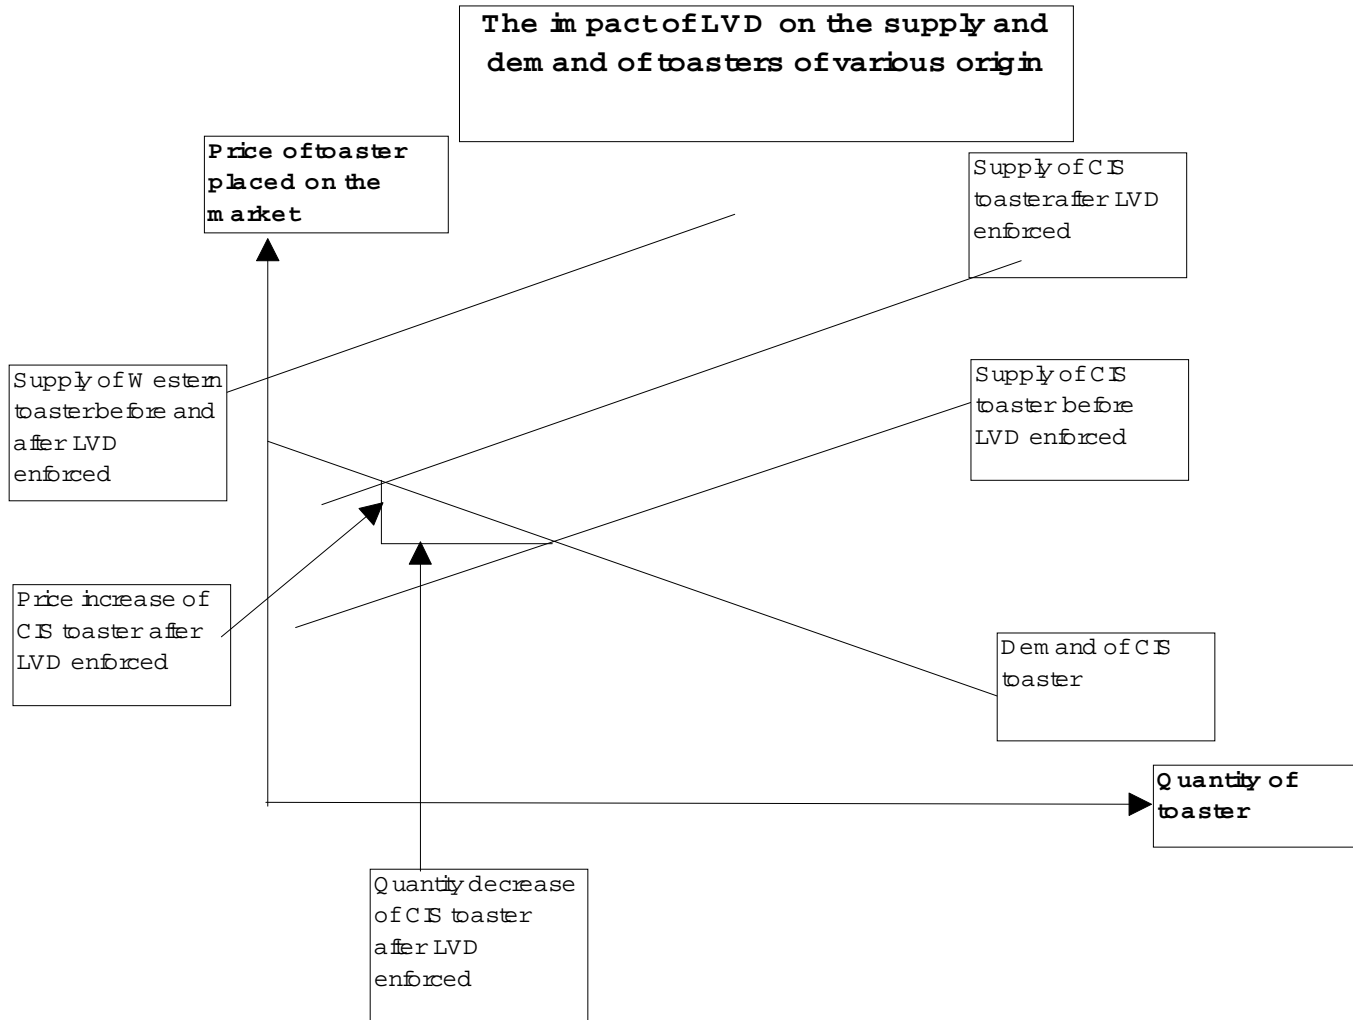 The impact of LVD on the supply and
demand of toasters of various origin
Price of toaster
placed on the
market
Supply of CIS
toaster after LVD
enforced
Supply of Western
toaster before and
after LVD
enforced
Supply of CIS
toaster before
LVD enforced
Price increase of
CIS toaster after
LVD enforced
Demand of CIS
toaster
Quantity of
toaster
Quantity decrease
of CIS toaster
after LVD
enforced